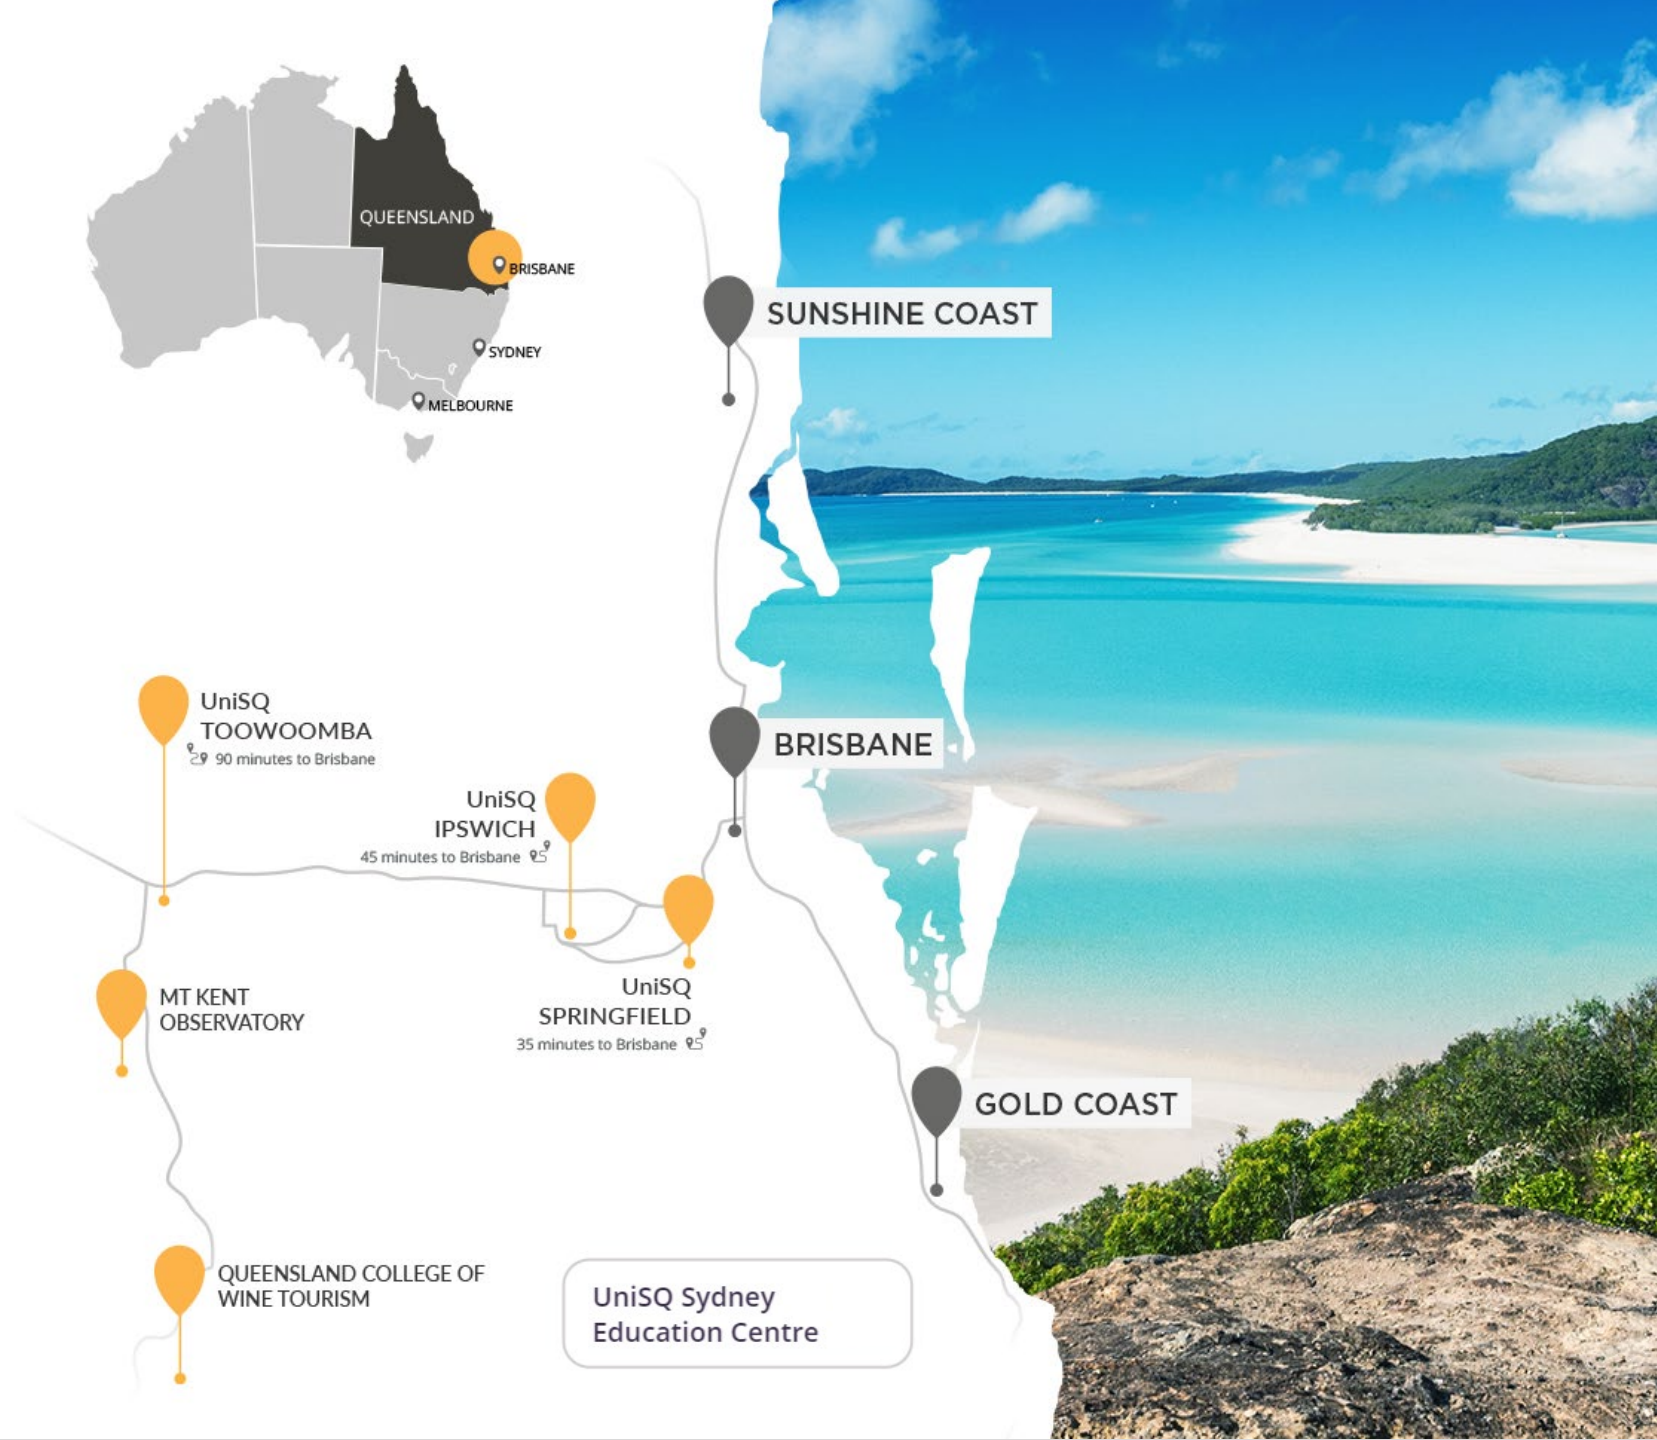 QUEENSLAND
BRISBANE
SYDNEY
MELBOURNE
SUNSHINE COAST
UniSQ
TOOWOOMBA
90 minutes to Brisbane
BRISBANE
UniSQ
IPSWICH
45 minutes to Brisbane
UniSQ
SPRINGFIELD
35 minutes to Brisbane
MT KENT
OBSERVATORY
GOLD COAST
QUEENSLAND COLLEGE OF
WINE TOURISM
UniSQ Sydney
Education Centre